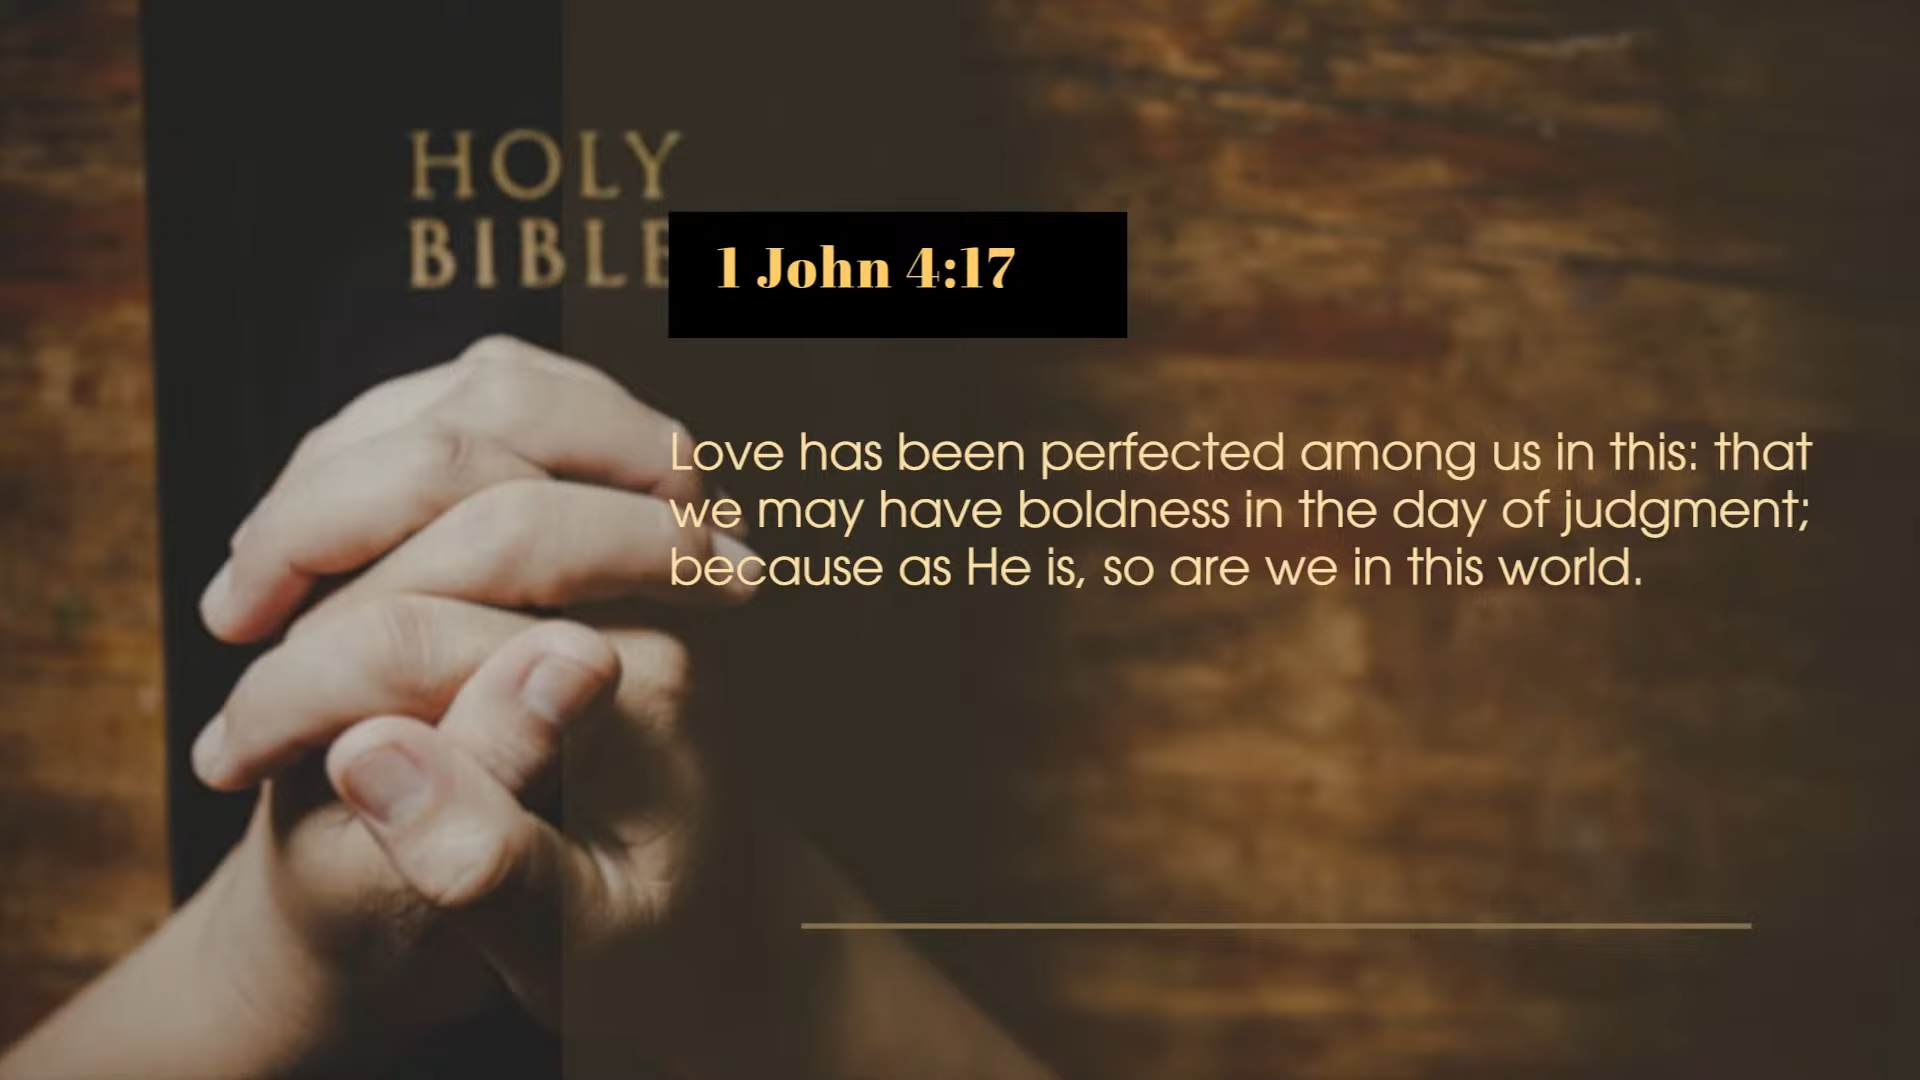 HOLY
BIBLE
1 John 4:17
Love has been perfected among us in this: that
we may have boldness in the day of judgment;
because as He is, so are we in this world.